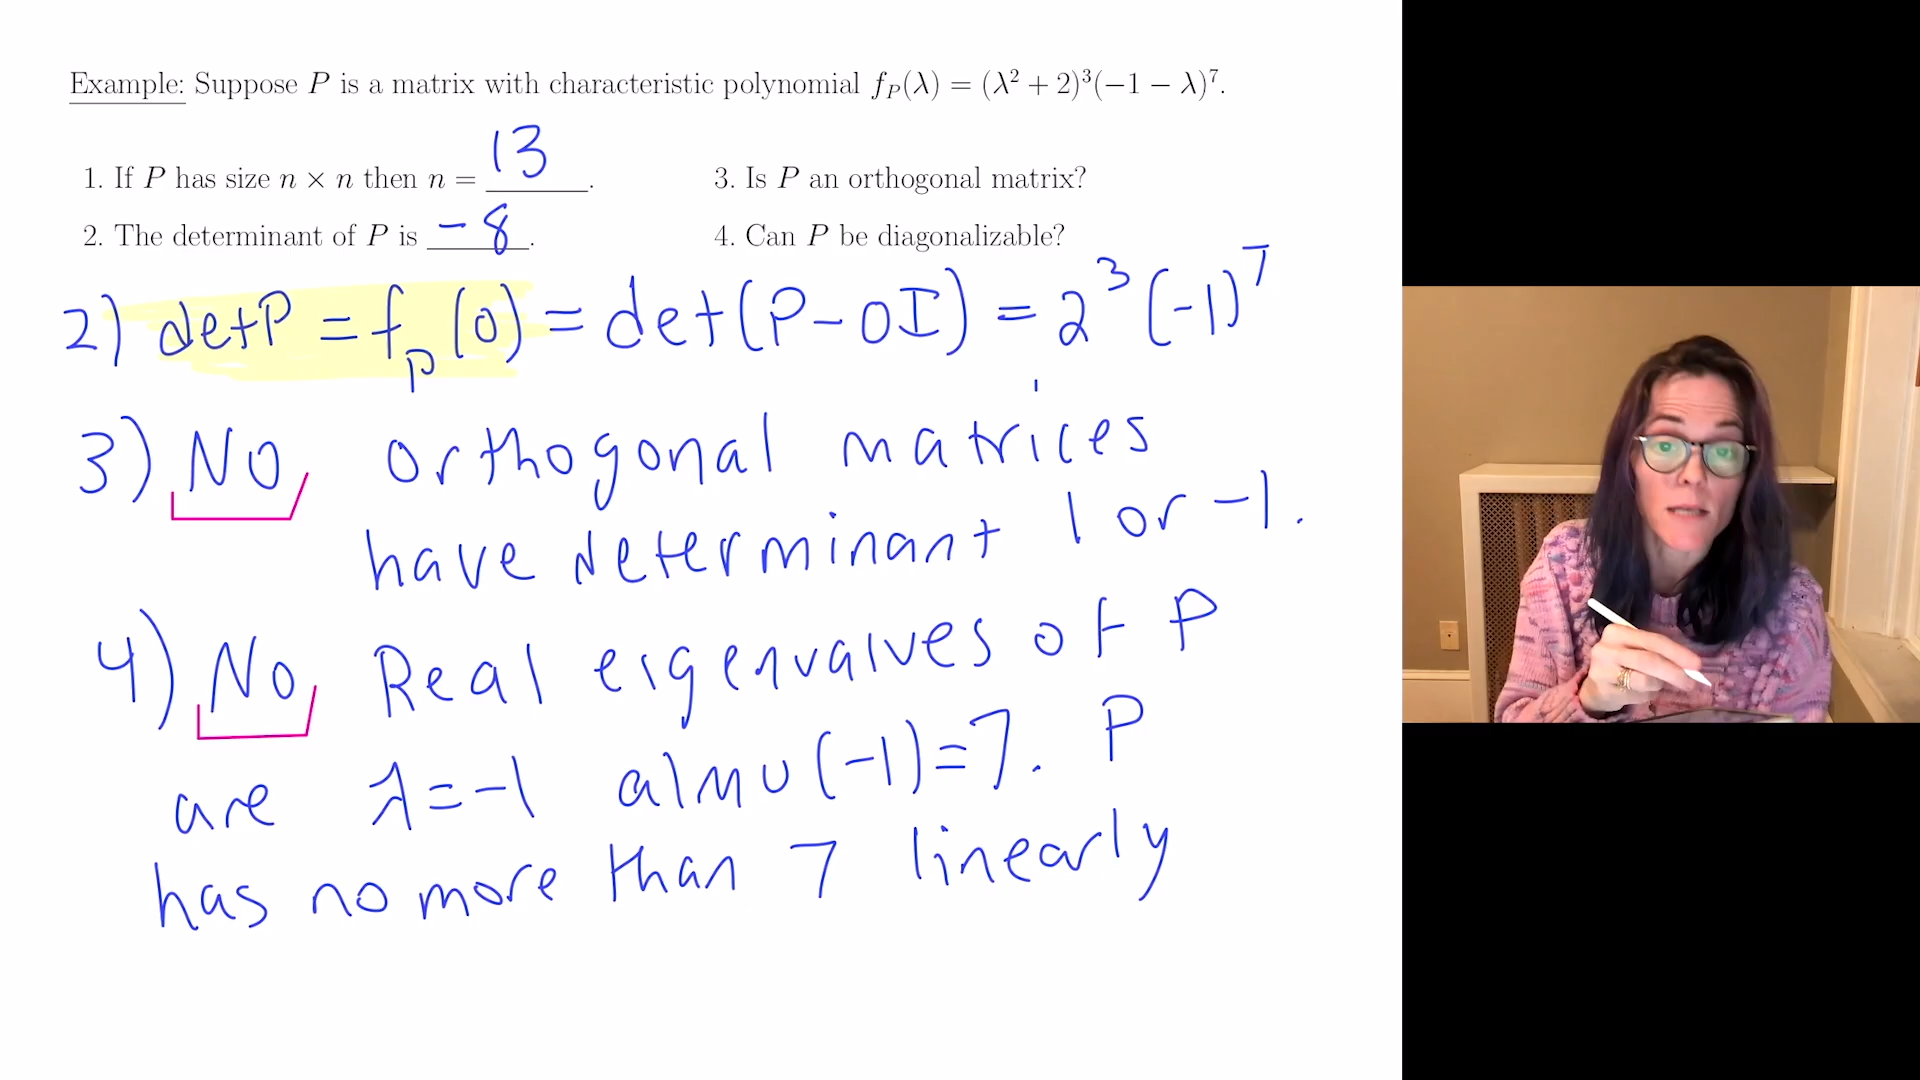 Example: Suppose P is a matrix with characteristic polynomial f_P(λ) = (λ² + 2)³(−1 − λ)⁷.
1. If P has size n × n then n = 13.
2. The determinant of P is -8.
3. Is P an orthogonal matrix?
4. Can P be diagonalizable?
2) det P = f_P(0) = det(P-0I) = 2³(-1)⁷
3) NO, orthogonal matrices
have determinant 1 or -1.
4) No, Real eigenvalues of P
are λ=-1 almu(-1)=7. P
has no more than 7 linearly